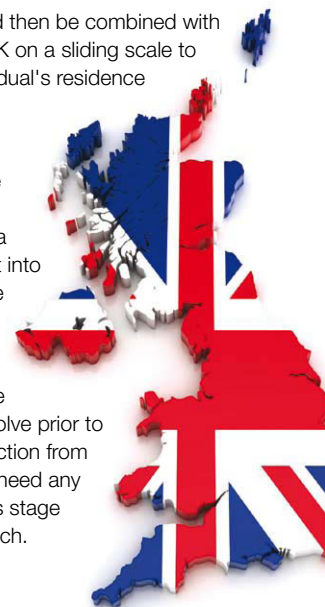 then be combined with
K on a sliding scale to
dual's residence
a
t into
olve prior to
ction from
need any
s stage
ch.